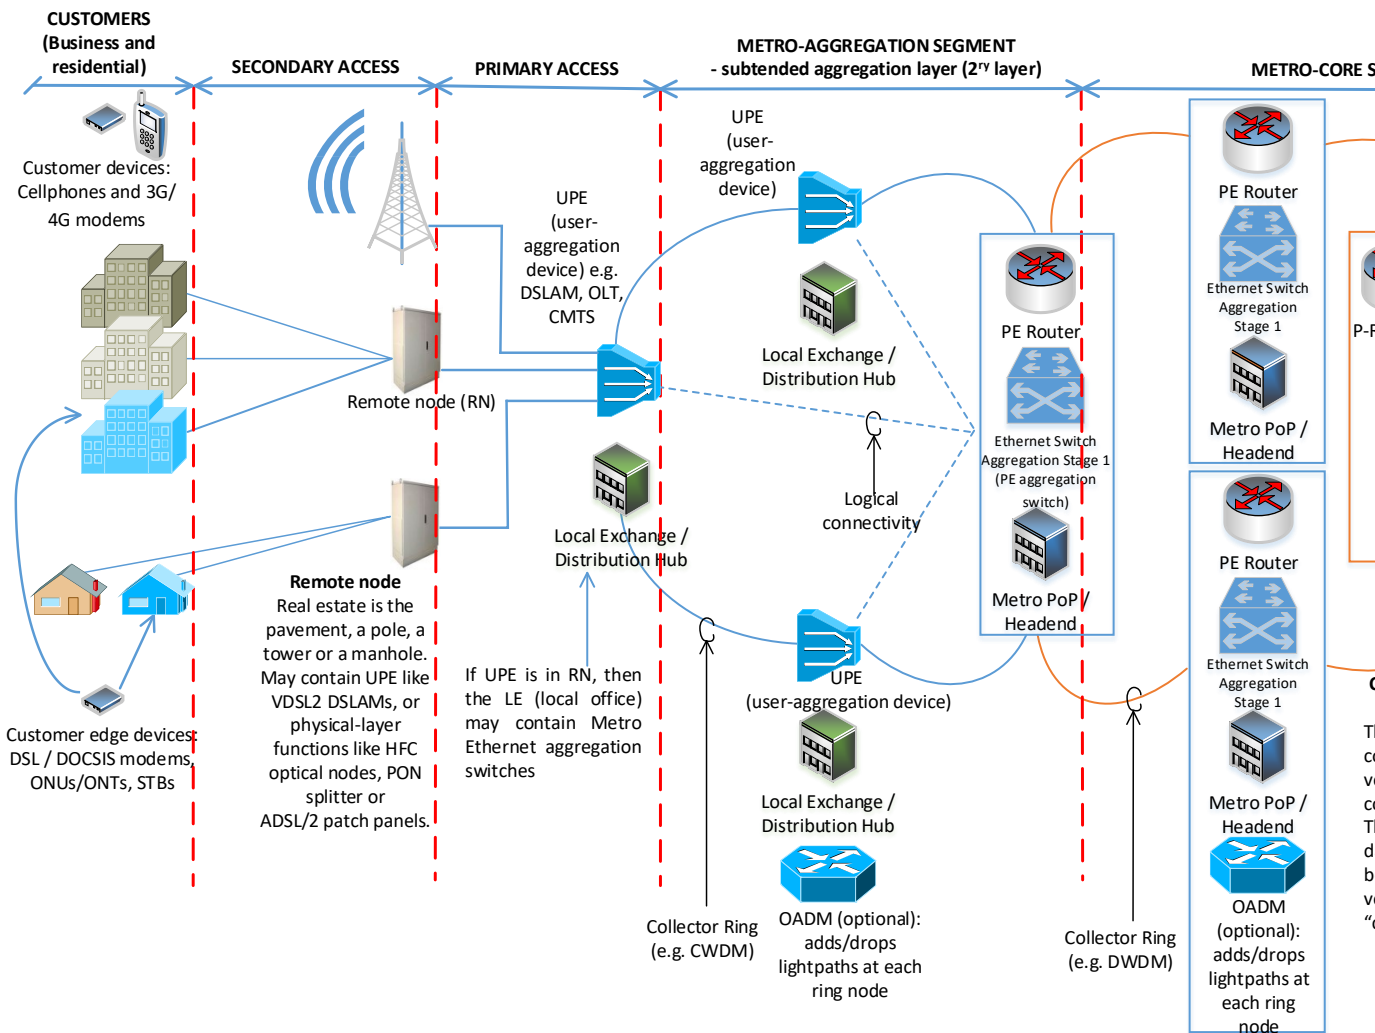 CUSTOMERS
(Business and
residential)
SECONDARY ACCESS
PRIMARY ACCESS
METRO-AGGREGATION SEGMENT
- subtended aggregation layer (2ʳʸ layer)
METRO-CORE S
Customer devices:
Cellphones and 3G/
4G modems
UPE
(user-
aggregation
device) e.g.
DSLAM, OLT,
CMTS
UPE
(user-
aggregation
device)
Local Exchange /
Distribution Hub
Remote node (RN)
Local Exchange /
Distribution Hub
Logical
connectivity
PE Router
Ethernet Switch
Aggregation Stage 1
(PE aggregation
switch)
Metro PoP /
Headend
PE Router
Ethernet Switch
Aggregation
Stage 1
Metro PoP /
Headend
P-R
PE Router
Ethernet Switch
Aggregation
Stage 1
Metro PoP /
Headend
OADM
(optional):
adds/drops
lightpaths at
each ring
node
Remote node
Real estate is the
pavement, a pole, a
tower or a manhole.
May contain UPE like
VDSL2 DSLAMs, or
physical-layer
functions like HFC
optical nodes, PON
splitter or
ADSL/2 patch panels.
If UPE is in RN, then
the LE (local office)
may contain Metro
Ethernet aggregation
switches
Customer edge devices:
DSL / DOCSIS modems,
ONUs/ONTs, STBs
UPE
(user-aggregation device)
Local Exchange /
Distribution Hub
OADM (optional):
adds/drops
lightpaths at each
ring node
Collector Ring
(e.g. CWDM)
Collector Ring
(e.g. DWDM)
Th
co
ve
co
Th
d
b
ve
"c